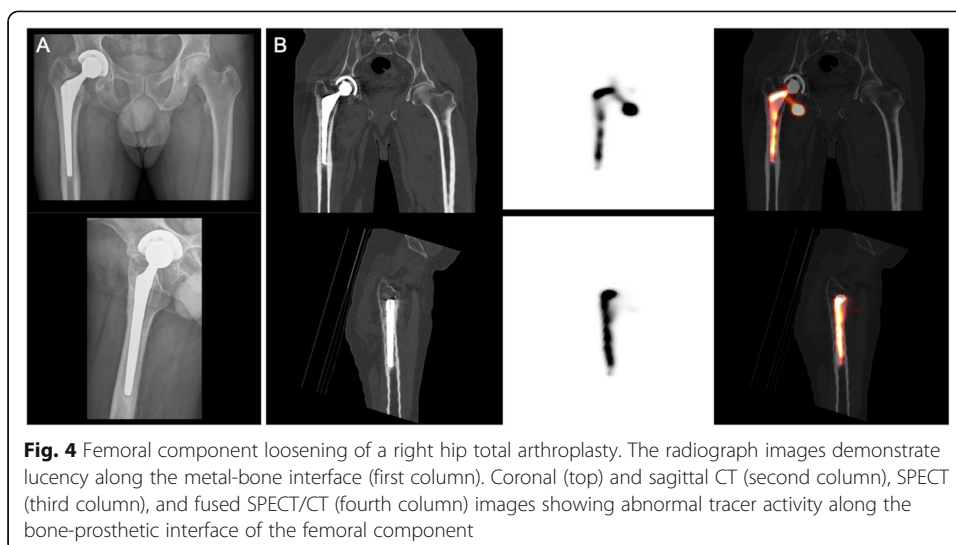 A
B
Fig. 4 Femoral component loosening of a right hip total arthroplasty. The radiograph images demonstrate
lucency along the metal-bone interface (first column). Coronal (top) and sagittal CT (second column), SPECT
(third column), and fused SPECT/CT (fourth column) images showing abnormal tracer activity along the
bone-prosthetic interface of the femoral component